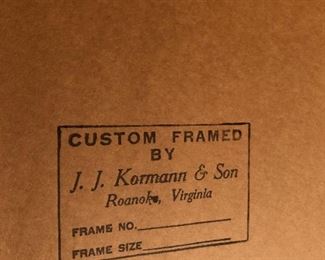 CUSTOM FRAMED
BY
J. J. Kormann & Son
Roanoke, Virginia
FRAME NO.
FRAME SIZE